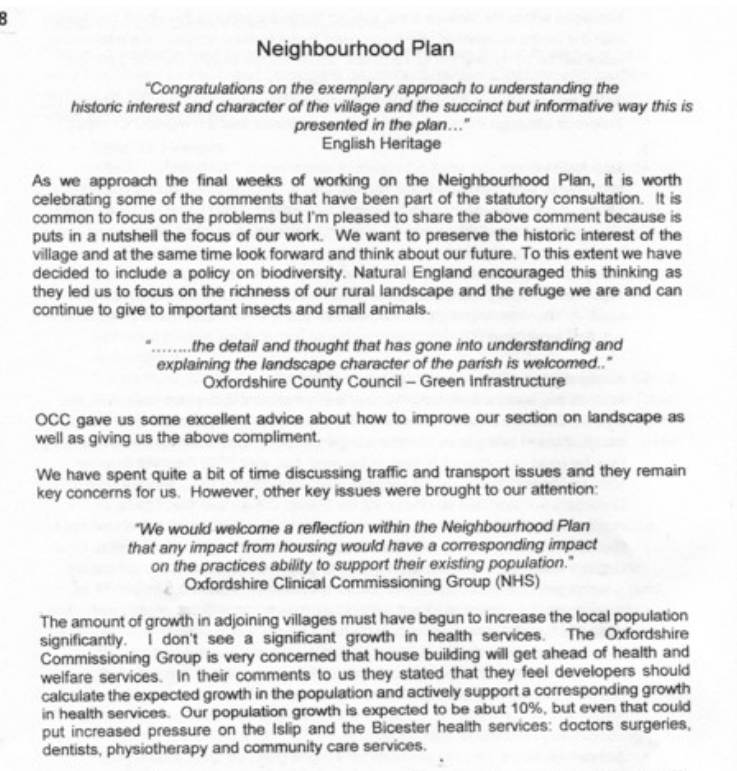 8
Neighbourhood Plan
"Congratulations on the exemplary approach to understanding the
historic interest and character of the village and the succinct but informative way this is
presented in the plan..."
English Heritage
As we approach the final weeks of working on the Neighbourhood Plan, it is worth
celebrating some of the comments that have been part of the statutory consultation. It is
common to focus on the problems but I'm pleased to share the above comment because is
puts in a nutshell the focus of our work. We want to preserve the historic interest of the
village and at the same time look forward and think about our future. To this extent we have
decided to include a policy on biodiversity. Natural England encouraged this thinking as
they led us to focus on the richness of our rural landscape and the refuge we are and can
continue to give to important insects and small animals.
"........the detail and thought that has gone into understanding and
explaining the landscape character of the parish is welcomed.."
Oxfordshire County Council – Green Infrastructure
OCC gave us some excellent advice about how to improve our section on landscape as
well as giving us the above compliment.
We have spent quite a bit of time discussing traffic and transport issues and they remain
key concerns for us. However, other key issues were brought to our attention:
"We would welcome a reflection within the Neighbourhood Plan
that any impact from housing would have a corresponding impact
on the practices ability to support their existing population."
Oxfordshire Clinical Commissioning Group (NHS)
The amount of growth in adjoining villages must have begun to increase the local population
significantly. I don't see a significant growth in health services. The Oxfordshire
Commissioning Group is very concerned that house building will get ahead of health and
welfare services. In their comments to us they stated that they feel developers should
calculate the expected growth in the population and actively support a corresponding growth
in health services. Our population growth is expected to be abut 10%, but even that could
put increased pressure on the Islip and the Bicester health services: doctors surgeries,
dentists, physiotherapy and community care services.